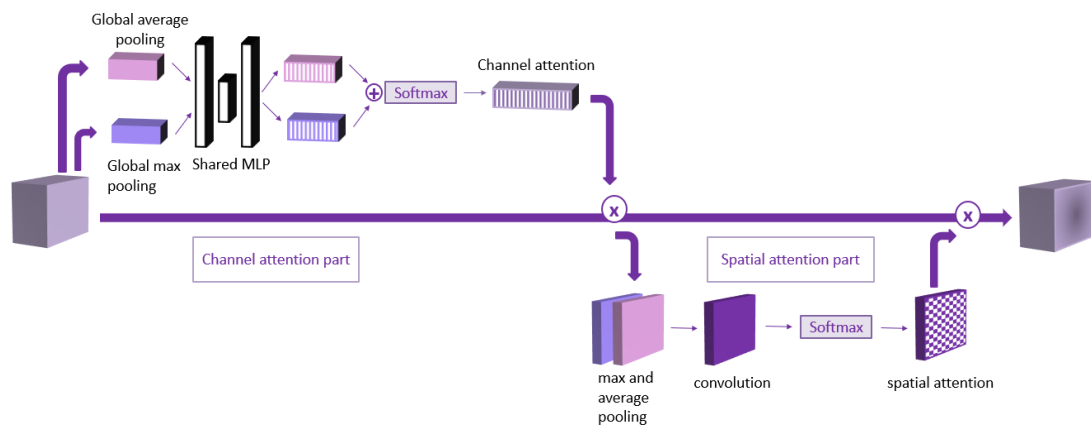 Global average
pooling
Channel attention
Softmax
Global max
pooling
Shared MLP
x
x
Channel attention part
Spatial attention part
Softmax
max and
average
pooling
convolution
spatial attention